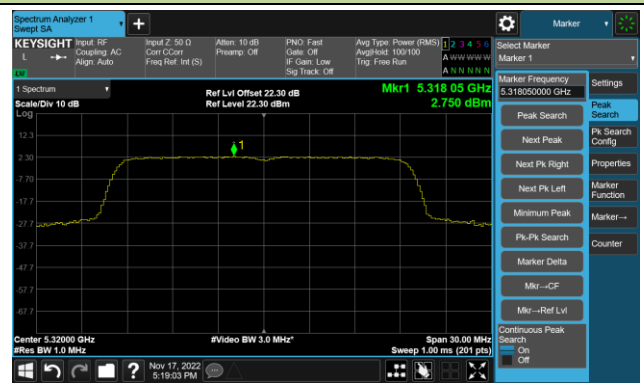 Spectrum Analyzer 1
Swept SA
Marker
KEYSIGHT
L
Input: RF
Coupling: AC
Align: Auto
Input Z: 50 Ω
Corr CCorr
Freq Ref: Int (S)
Atten: 10 dB
Preamp: Off
PNO: Fast
Gate: Off
IF Gain: Low
Sig Track: Off
Avg Type: Power (RMS)
Avg|Hold: 100/100
Trig: Free Run
1 2 3 4 5 6
A W W W W W
A N N N N N
Select Marker
Marker 1
LV
1 Spectrum
Scale/Div 10 dB
Log
Ref Lvl Offset 22.30 dB
Ref Level 22.30 dBm
Mkr1 5.318 05 GHz
2.750 dBm
12.3
2.30
-7.70
-17.7
-27.7
-37.7
-47.7
-57.7
-67.7
1
Center 5.32000 GHz
#Res BW 1.0 MHz
#Video BW 3.0 MHz*
Span 30.00 MHz
Sweep 1.00 ms (201 pts)
Marker Frequency
5.318050000 GHz
Peak Search
Next Peak
Next Pk Right
Next Pk Left
Minimum Peak
Pk-Pk Search
Marker Delta
Mkr→CF
Mkr→Ref Lvl
Continuous Peak
Search
On
Off
Settings
Peak
Search
Pk Search
Config
Properties
Marker
Function
Marker→
Counter
?
Nov 17, 2022
5:19:03 PM